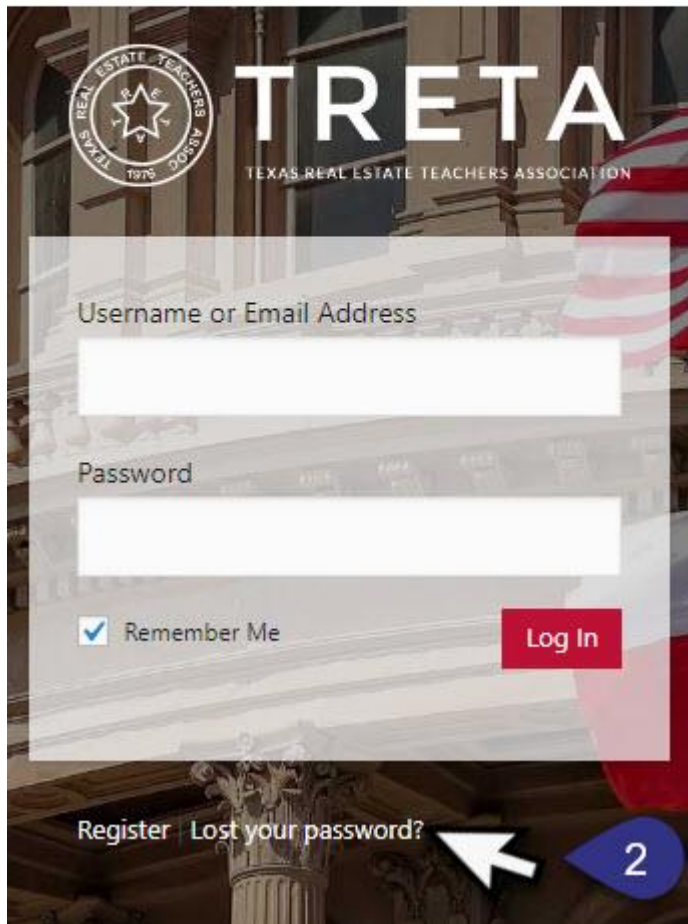 TEXAS REAL ESTATE TEACHERS ASSOC
T R E T A
1976
TRETA
TEXAS REAL ESTATE TEACHERS ASSOCIATION
Username or Email Address
Password
Remember Me
Log In
Register | Lost your password?
2